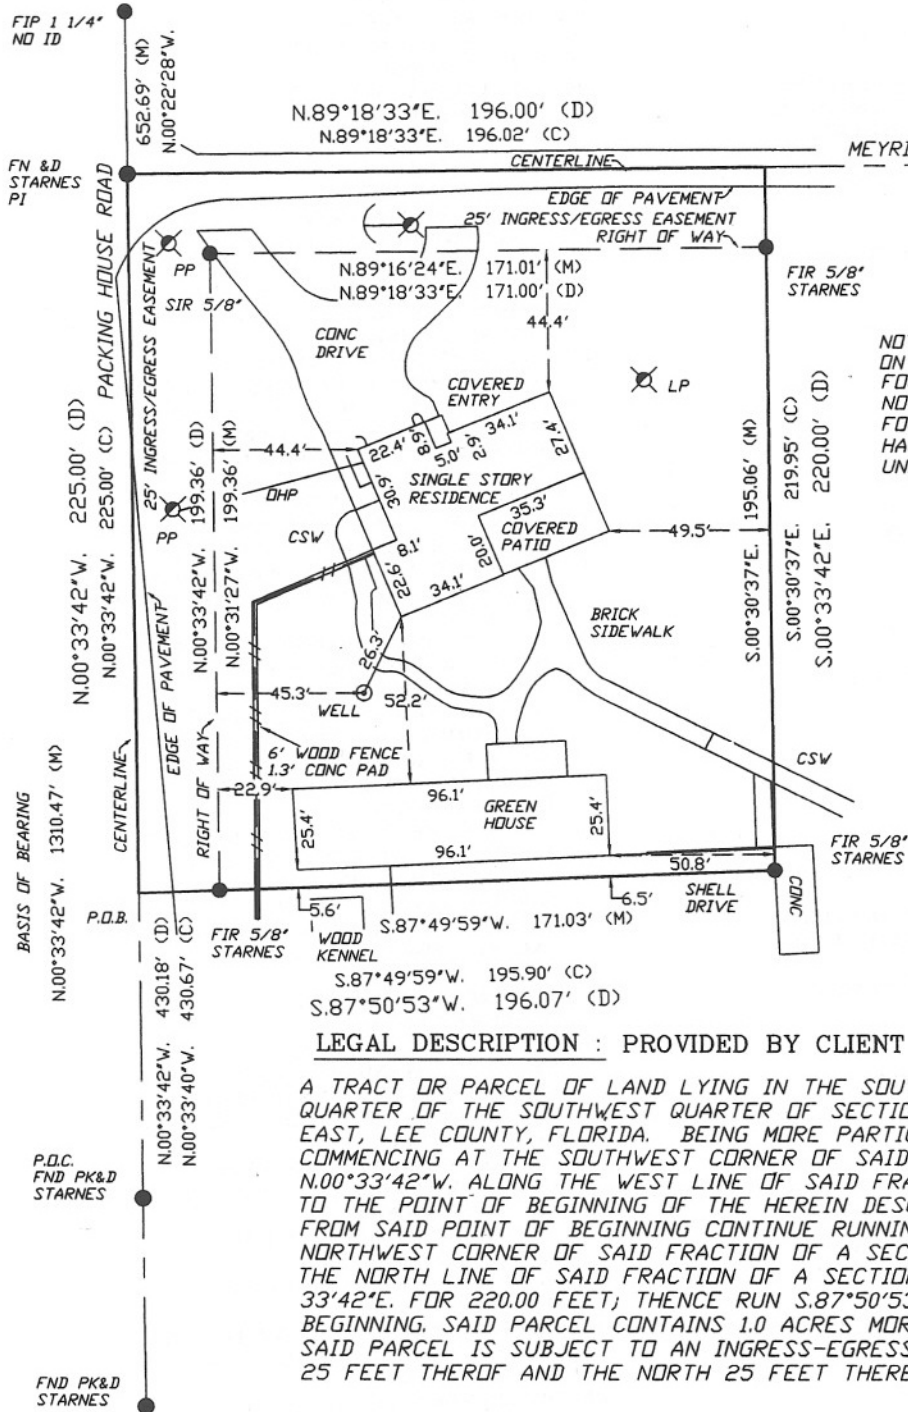 FIP 1 1/4"
NO ID
652.69' (M)
N.00°22'28"W.
N.89°18'33"E. 196.00' (D)
N.89°18'33"E. 196.02' (C)
MEYRI
CENTERLINE
FN &D
STARNES
PI
PACKING HOUSE ROAD
EDGE OF PAVEMENT
25' INGRESS/EGRESS EASEMENT
RIGHT OF WAY
PP
SIR 5/8"
N.89°16'24"E. 171.01' (M)
N.89°18'33"E. 171.00' (D)
FIR 5/8"
STARNES
25' INGRESS/EGRESS EASEMENT
CONC
DRIVE
44.4'
NO
ON
FO
NO
FO
HA
UN
COVERED
ENTRY
LP
N.00°33'42"W. 225.00' (D)
N.00°33'42"W. 225.00' (C)
N.00°33'42"W. 199.36' (D)
N.00°31'27"W. 199.36' (M)
44.4'
22.4'
8.9'
5.0'
2.9'
34.1'
27.4'
30.9'
SINGLE STORY
RESIDENCE
OHP
PP
CSW
35.3'
COVERED
PATIO
20.0'
49.5'
8.1'
22.6'
34.1'
S.00°30'37"E. 195.06' (M)
S.00°30'37"E. 219.95' (C)
S.00°33'42"E. 220.00' (D)
BRICK
SIDEWALK
26.3'
45.3'
WELL
52.2'
EDGE OF PAVEMENT
CENTERLINE
RIGHT OF WAY
6' WOOD FENCE
1.3' CONC PAD
CSW
22.9'
96.1'
GREEN
HOUSE
25.4'
25.4'
96.1'
50.8'
FIR 5/8"
STARNES
BASIS OF BEARING
N.00°33'42"W. 1310.47' (M)
P.O.B.
FIR 5/8"
STARNES
5.6'
WOOD
KENNEL
6.5'
SHELL
DRIVE
CONC
S.87°49'59"W. 171.03' (M)
S.87°49'59"W. 195.90' (C)
S.87°50'53"W. 196.07' (D)
N.00°33'42"W. 430.18' (D)
N.00°33'40"W. 430.67' (C)
LEGAL DESCRIPTION : PROVIDED BY CLIENT
A TRACT OR PARCEL OF LAND LYING IN THE SOU
QUARTER OF THE SOUTHWEST QUARTER OF SECTIO
EAST, LEE COUNTY, FLORIDA. BEING MORE PARTIC
COMMENCING AT THE SOUTHWEST CORNER OF SAID
N.00°33'42"W. ALONG THE WEST LINE OF SAID FRA
TO THE POINT OF BEGINNING OF THE HEREIN DES
FROM SAID POINT OF BEGINNING CONTINUE RUNNIN
NORTHWEST CORNER OF SAID FRACTION OF A SEC
THE NORTH LINE OF SAID FRACTION OF A SECTION
33'42"E. FOR 220.00 FEET; THENCE RUN S.87°50'53
BEGINNING. SAID PARCEL CONTAINS 1.0 ACRES MOR
SAID PARCEL IS SUBJECT TO AN INGRESS-EGRESS
25 FEET THEROF AND THE NORTH 25 FEET THERE
P.O.C.
FND PK&D
STARNES
FND PK&D
STARNES